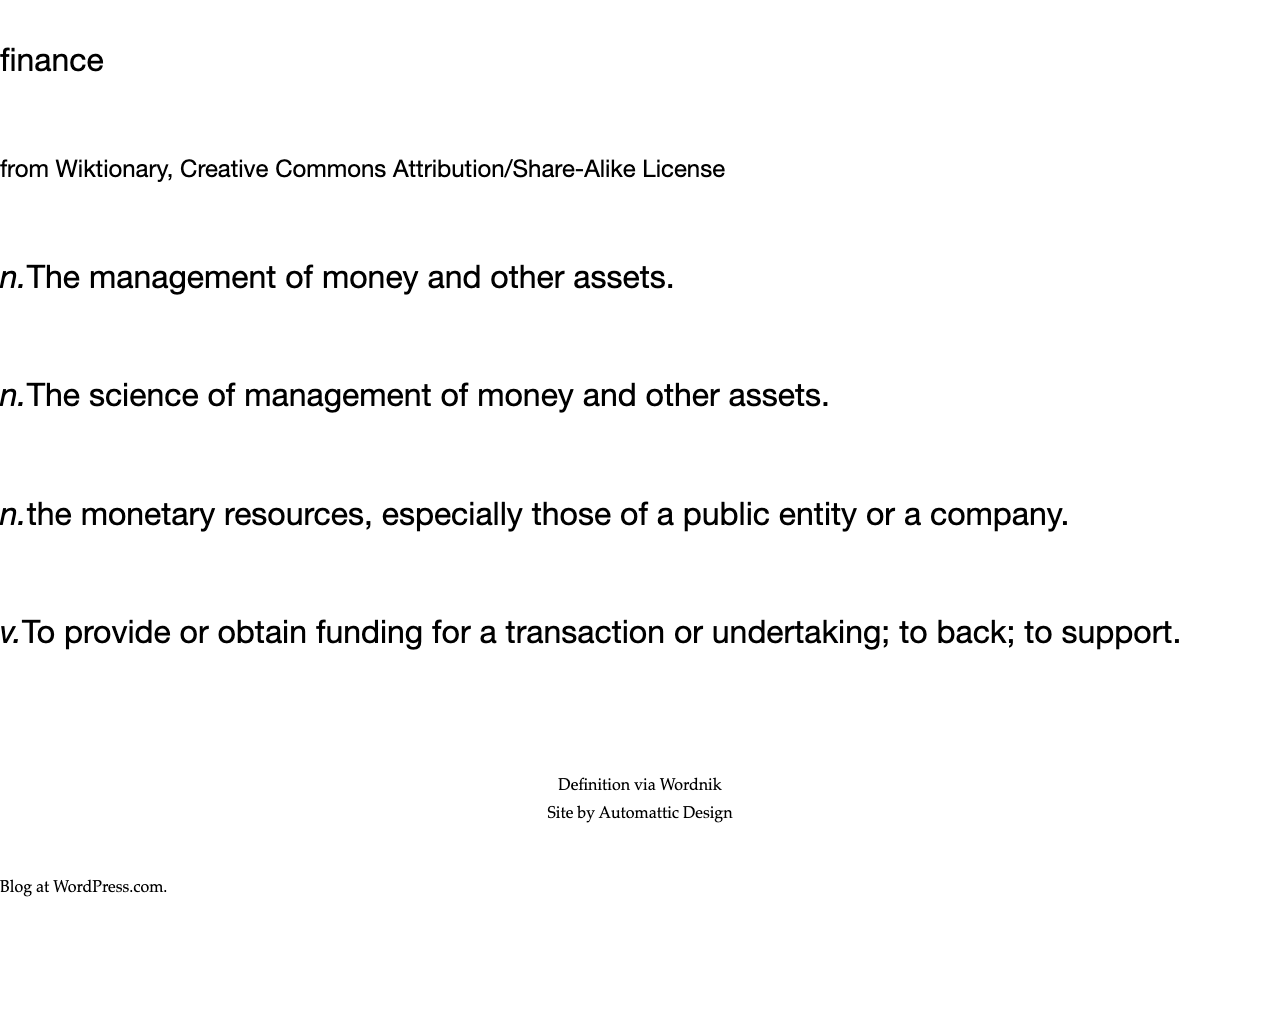 finance
from Wiktionary, Creative Commons Attribution/Share-Alike License
n.The management of money and other assets.
n.The science of management of money and other assets.
n.the monetary resources, especially those of a public entity or a company.
v.To provide or obtain funding for a transaction or undertaking; to back; to support.
Definition via Wordnik
Site by Automattic Design
Blog at WordPress.com.